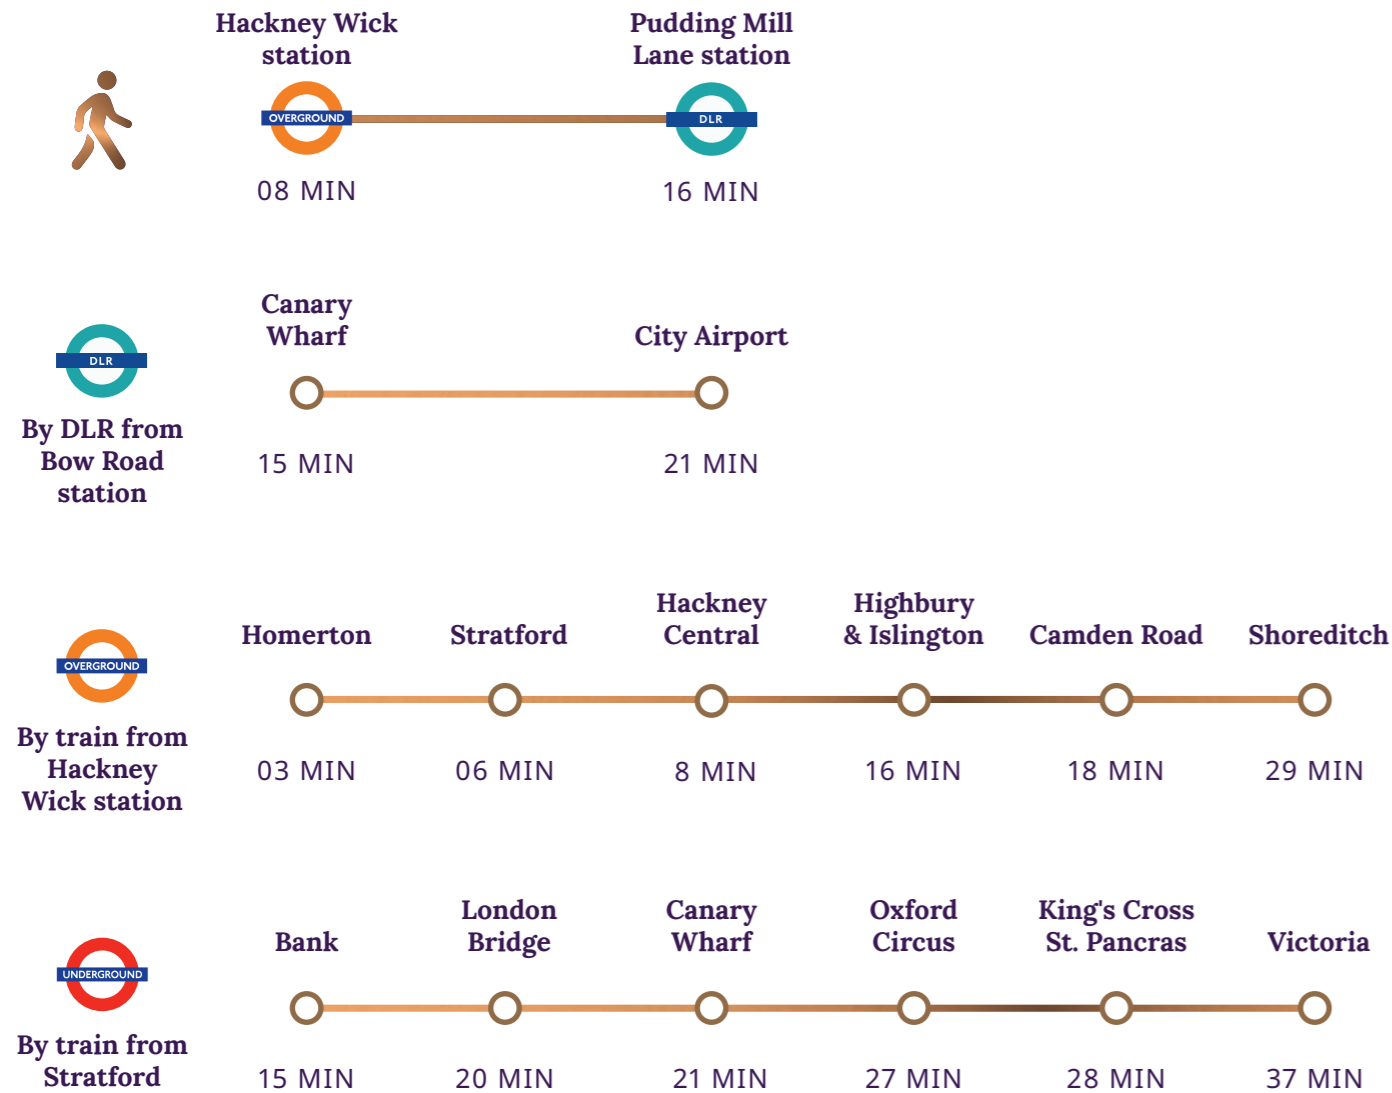 Hackney Wick
station
Pudding Mill
Lane station
OVERGROUND
DLR
08 MIN
16 MIN
DLR
By DLR from
Bow Road
station
Canary
Wharf
City Airport
15 MIN
21 MIN
OVERGROUND
By train from
Hackney
Wick station
Homerton
Stratford
Hackney
Central
Highbury
& Islington
Camden Road
Shoreditch
03 MIN
06 MIN
8 MIN
16 MIN
18 MIN
29 MIN
UNDERGROUND
By train from
Stratford
Bank
London
Bridge
Canary
Wharf
Oxford
Circus
King's Cross
St. Pancras
Victoria
15 MIN
20 MIN
21 MIN
27 MIN
28 MIN
37 MIN